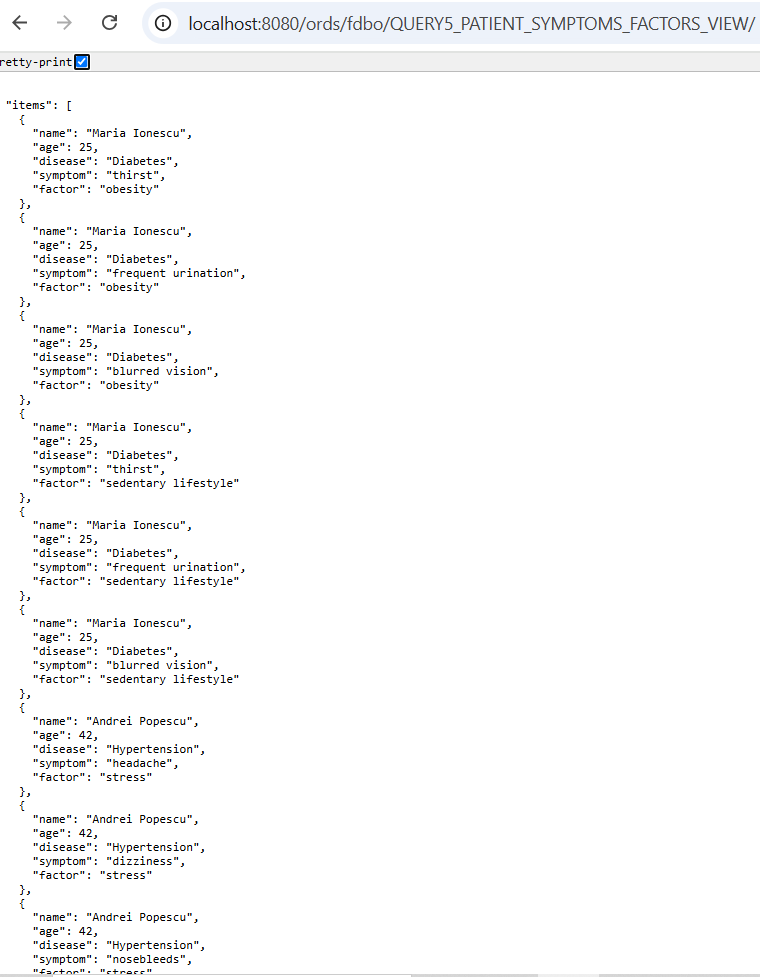 localhost:8080/ords/fdbo/QUERY5_PATIENT_SYMPTOMS_FACTORS_VIEW/
retty-print
"items": [
{
"name": "Maria Ionescu",
"age": 25,
"disease": "Diabetes",
"symptom": "thirst",
"factor": "obesity"
},
{
"name": "Maria Ionescu",
"age": 25,
"disease": "Diabetes",
"symptom": "frequent urination",
"factor": "obesity"
},
{
"name": "Maria Ionescu",
"age": 25,
"disease": "Diabetes",
"symptom": "blurred vision",
"factor": "obesity"
},
{
"name": "Maria Ionescu",
"age": 25,
"disease": "Diabetes",
"symptom": "thirst",
"factor": "sedentary lifestyle"
},
{
"name": "Maria Ionescu",
"age": 25,
"disease": "Diabetes",
"symptom": "frequent urination",
"factor": "sedentary lifestyle"
},
{
"name": "Maria Ionescu",
"age": 25,
"disease": "Diabetes",
"symptom": "blurred vision",
"factor": "sedentary lifestyle"
},
{
"name": "Andrei Popescu",
"age": 42,
"disease": "Hypertension",
"symptom": "headache",
"factor": "stress"
},
{
"name": "Andrei Popescu",
"age": 42,
"disease": "Hypertension",
"symptom": "dizziness",
"factor": "stress"
},
{
"name": "Andrei Popescu",
"age": 42,
"disease": "Hypertension",
"symptom": "nosebleeds",
"factor": "stress"